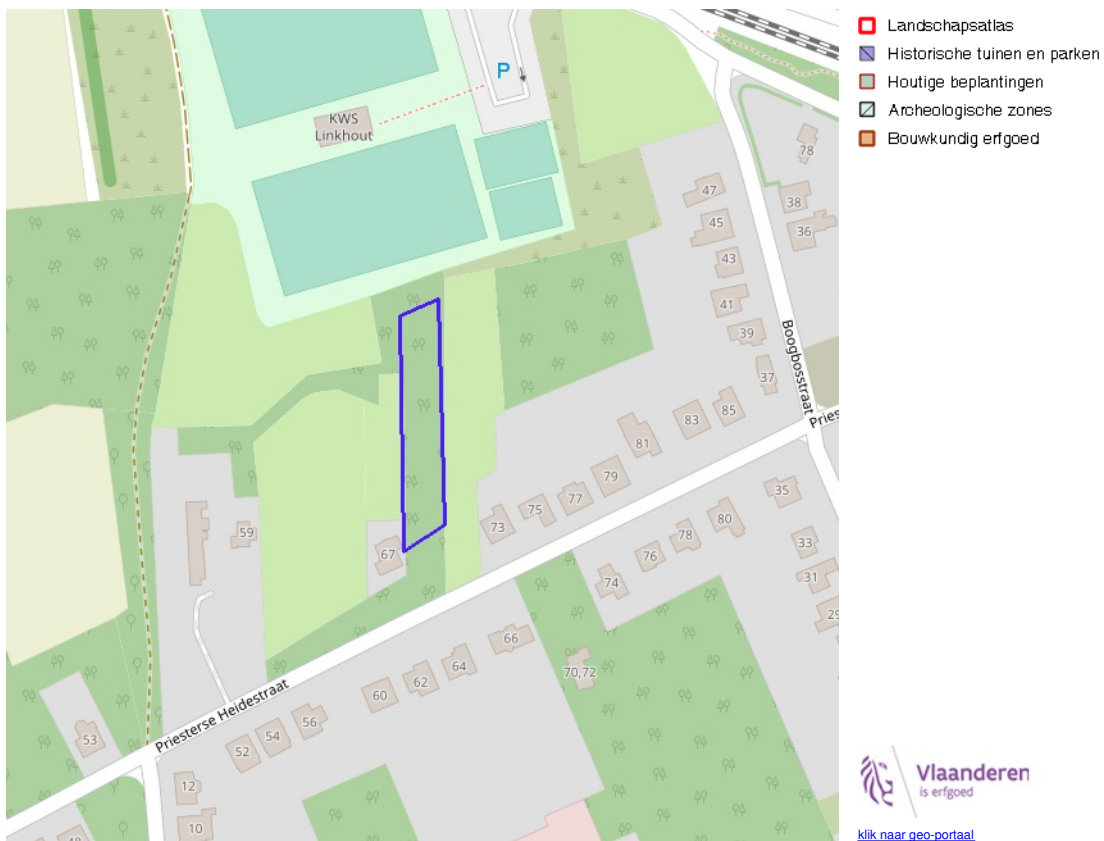 Landschapsatlas
Historische tuinen en parken
Houtige beplantingen
Archeologische zones
Bouwkundig erfgoed
P
KWS
Linkhout
78
47
38
45
36
43
41
39
37
Boogbosstraat
85
83
Pries
81
79
77
75
73
35
80
78
76
74
33
31
29
59
67
66
64
62
60
70,72
56
54
52
Priesterse Heidestraat
53
12
10
Vlaanderen
is erfgoed
klik naar geo-portaal